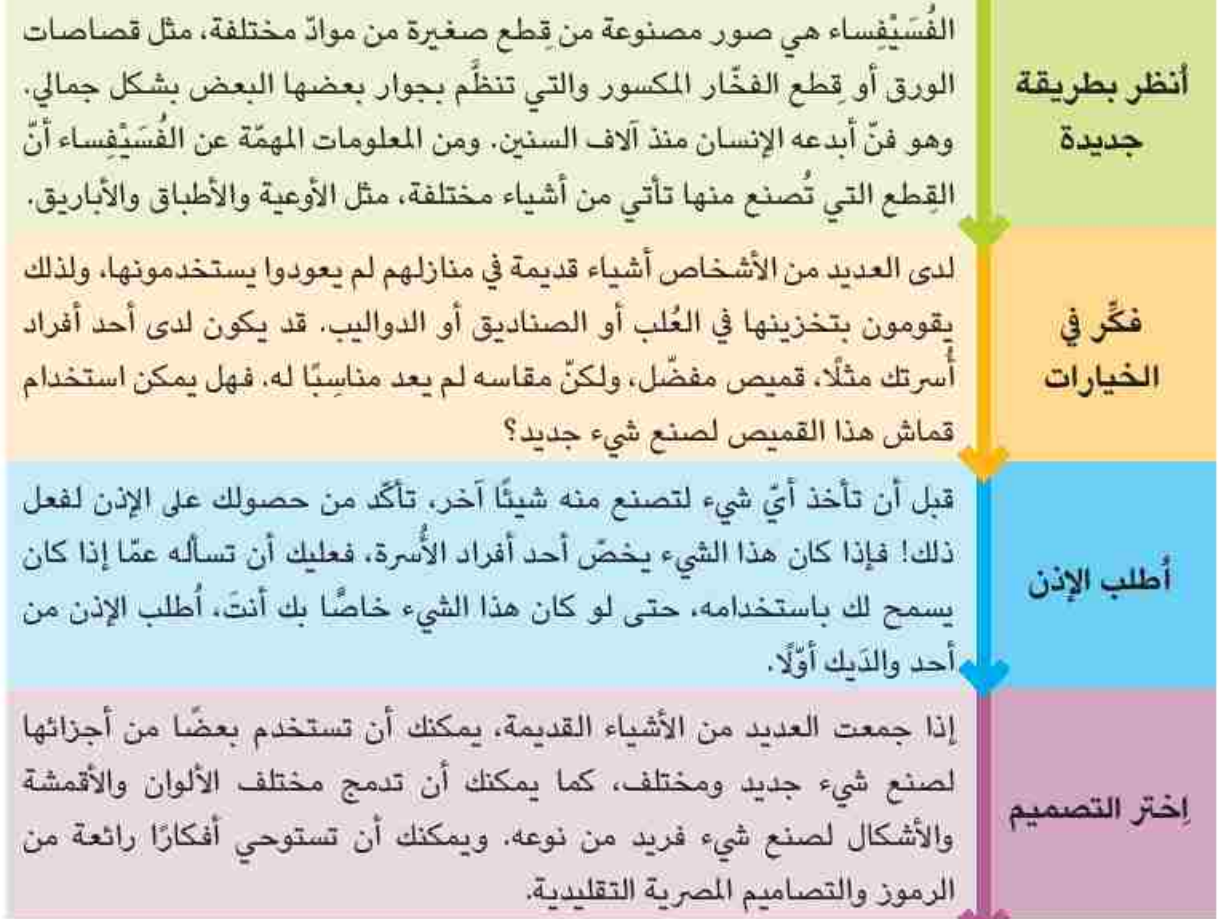 أنظر بطريقة
جديدة
الفُسَيْفِساء هي صور مصنوعة من قِطع صغيرة من موادّ مختلفة، مثل قصاصات
الورق أو قِطع الفخّار المكسور والتي تنظَّم بجوار بعضها البعض بشكل جمالي.
وهو فنّ أبدعه الإنسان منذ آلاف السنين. ومن المعلومات المهمّة عن الفُسَيْفِساء أنّ
القِطع التي تُصنع منها تأتي من أشياء مختلفة، مثل الأوعية والأطباق والأباريق.
فكِّر في
الخيارات
لدى العديد من الأشخاص أشياء قديمة في منازلهم لم يعودوا يستخدمونها، ولذلك
يقومون بتخزينها في العُلب أو الصناديق أو الدواليب. قد يكون لدى أحد أفراد
أُسرتك مثلًا، قميص مفضّل، ولكنّ مقاسه لم يعد مناسِبًا له. فهل يمكن استخدام
قماش هذا القميص لصنع شيء جديد؟
أطلب الإذن
قبل أن تأخذ أيّ شيء لتصنع منه شيئًا آخر، تأكّد من حصولك على الإذن لفعل
ذلك! فإذا كان هذا الشيء يخصّ أحد أفراد الأُسرة، فعليك أن تسأله عمّا إذا كان
يسمح لك باستخدامه، حتى لو كان هذا الشيء خاصًّا بك أنتَ، أُطلب الإذن من
أحد والدَيك أوّلًا.
اِختر التصميم
إذا جمعت العديد من الأشياء القديمة، يمكنك أن تستخدم بعضًا من أجزائها
لصنع شيء جديد ومختلف، كما يمكنك أن تدمج مختلف الألوان والأقمشة
والأشكال لصنع شيء فريد من نوعه. ويمكنك أن تستوحي أفكارًا رائعة من
الرموز والتصاميم المصرية التقليدية.